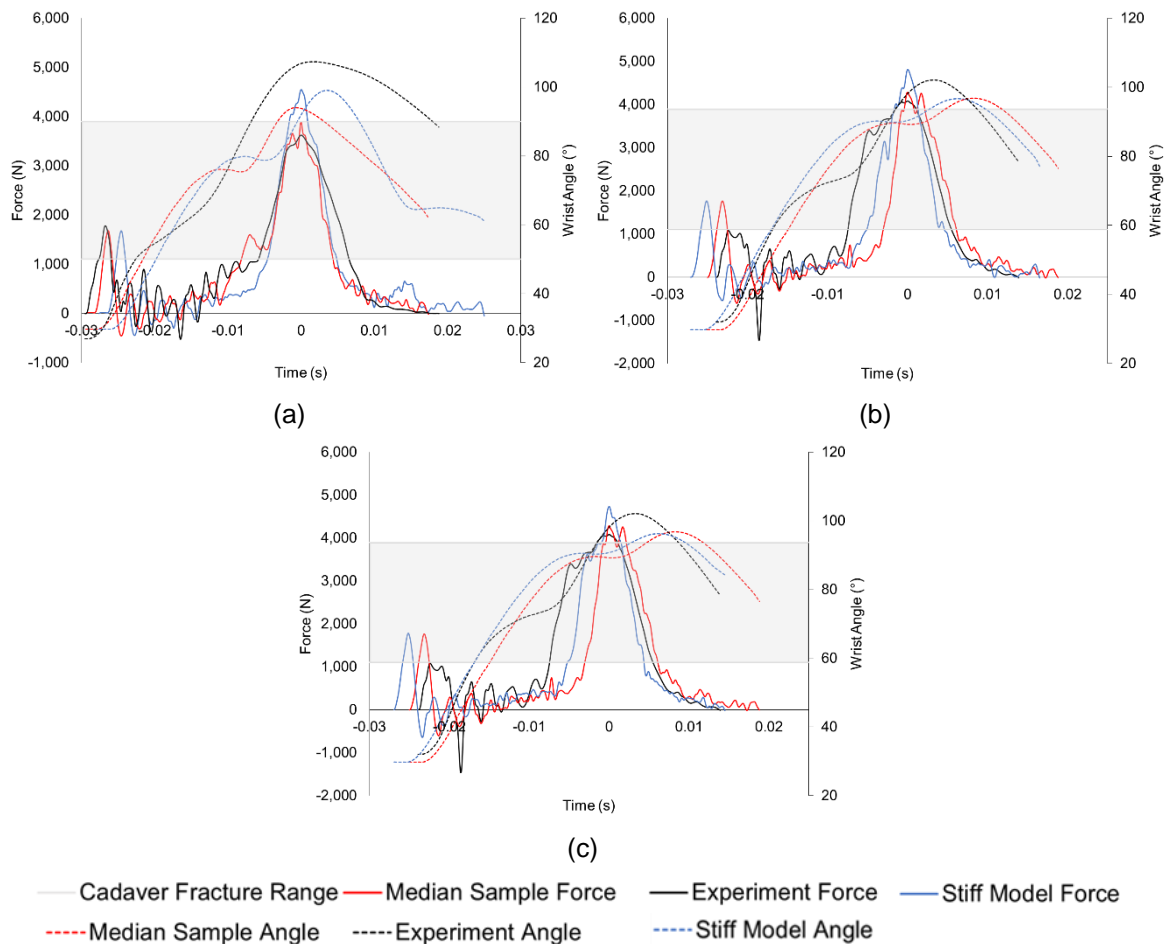 6,000
5,000
4,000
3,000
2,000
1,000
0
-1,000
Force (N)
-0.03 -0.02 -0.01 0 0.01 0.02 0.03
Time (s)
120
100
80
60
40
20
Wrist Angle (°)
(a)
6,000
5,000
4,000
3,000
2,000
1,000
0
-1,000
-2,000
Force (N)
-0.03 -0.02 -0.01 0 0.01 0.02
Time (s)
120
100
80
60
40
20
Wrist Angle (°)
(b)
6,000
5,000
4,000
3,000
2,000
1,000
0
-1,000
-2,000
Force (N)
-0.03 -0.02 -0.01 0 0.01 0.02
Time (s)
120
100
80
60
40
20
Wrist Angle (°)
(c)
Cadaver Fracture Range Median Sample Force Experiment Force Stiff Model Force
Median Sample Angle Experiment Angle Stiff Model Angle